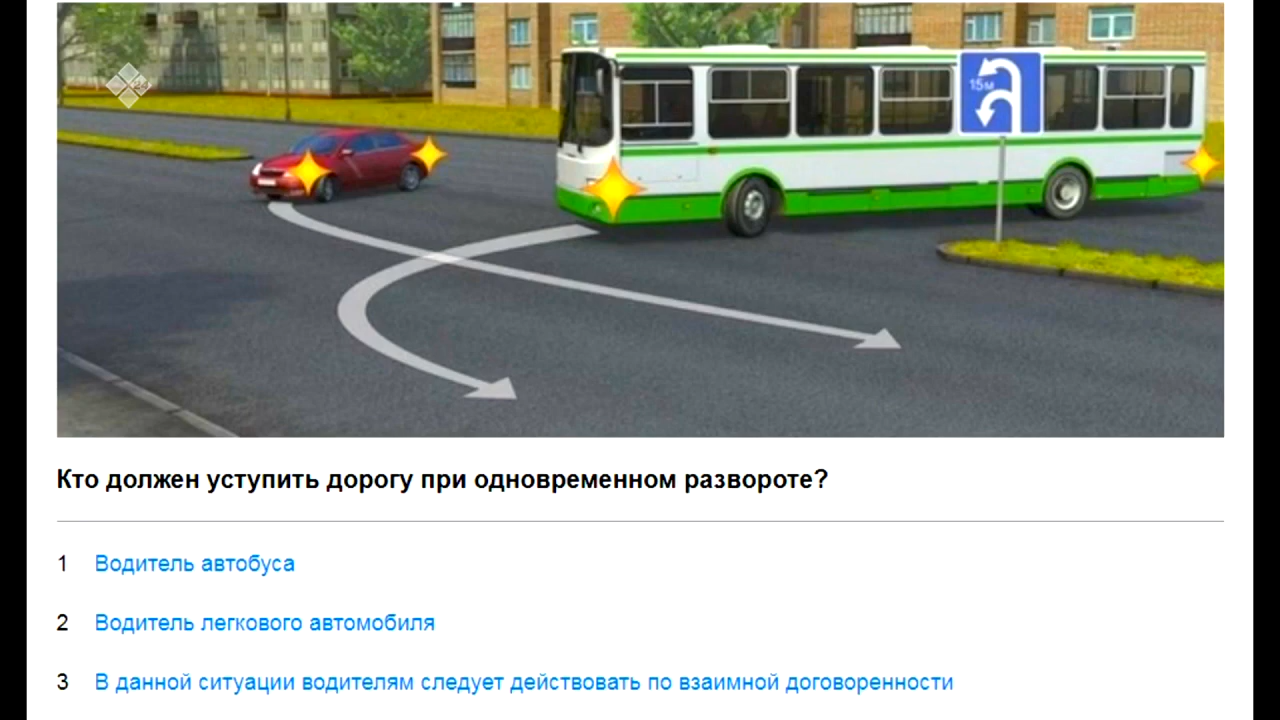 15м
Кто должен уступить дорогу при одновременном развороте?
1 Водитель автобуса
2 Водитель легкового автомобиля
3 В данной ситуации водителям следует действовать по взаимной договоренности